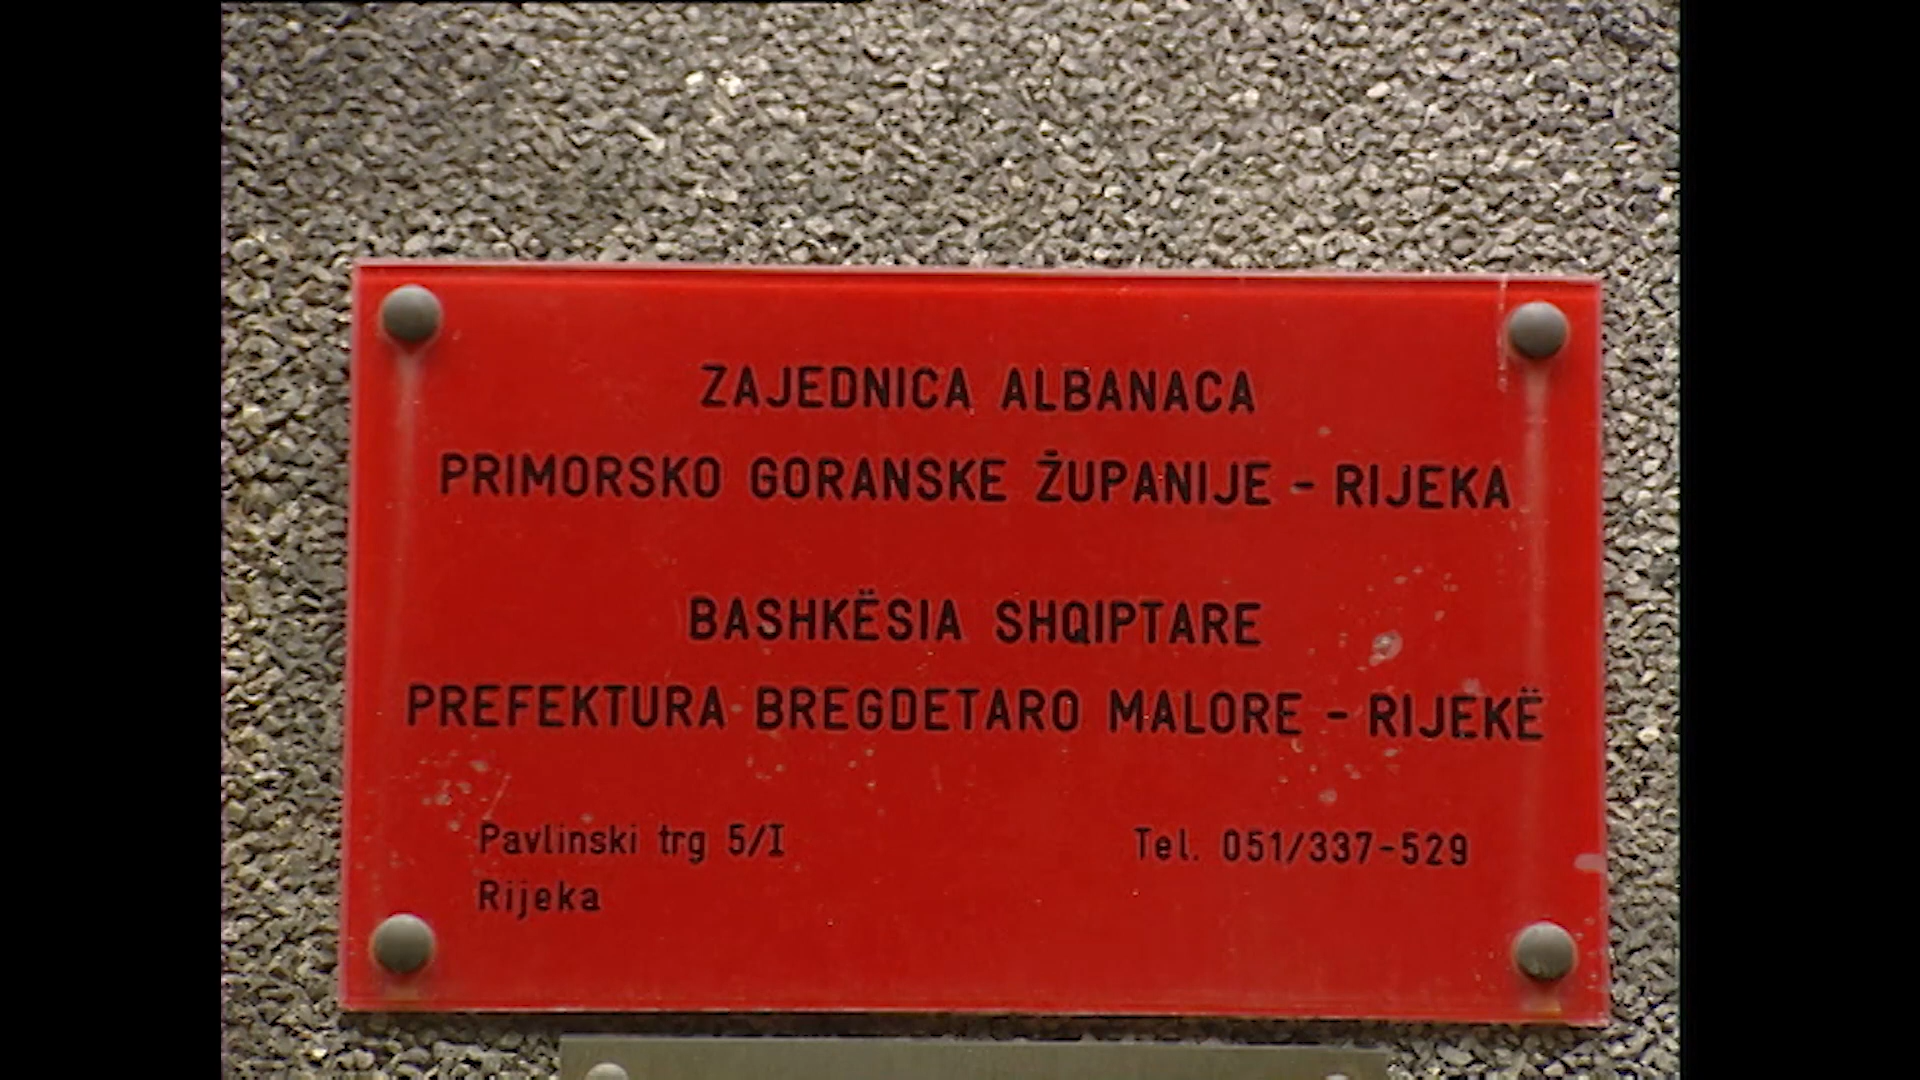 ZAJEDNICA ALBANACA
PRIMORSKO GORANSKE ŽUPANIJE - RIJEKA
BASHKËSIA SHQIPTARE
PREFEKTURA BREGDETARO MALORE - RIJEKË
Pavlinski trg 5/I
Rijeka
Tel. 051/337-529